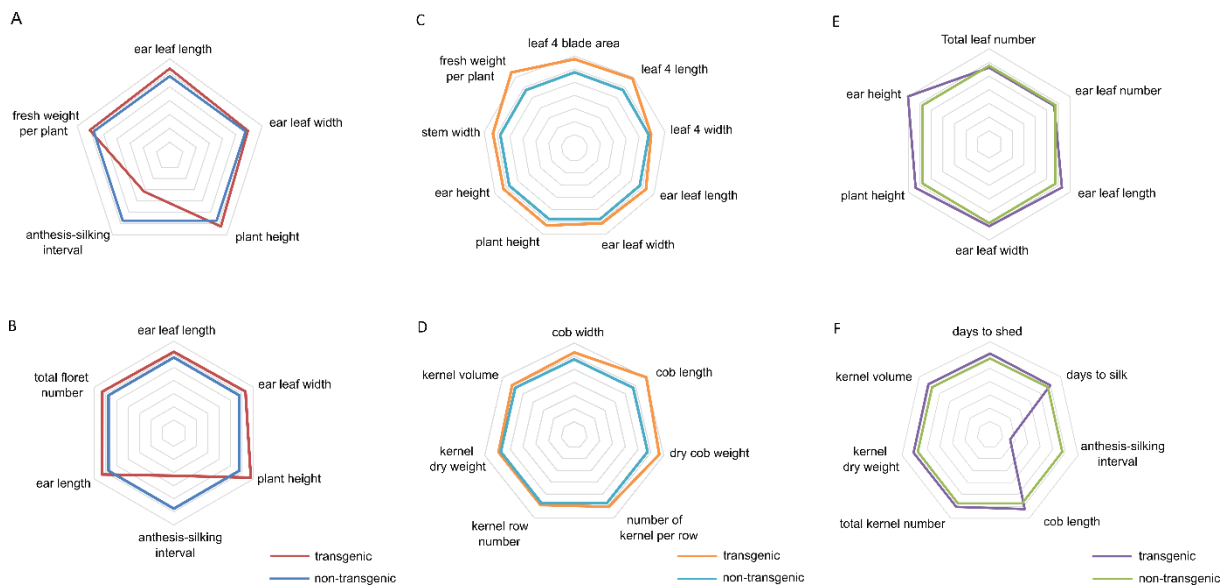 A
ear leaf length
fresh weight
per plant
ear leaf width
anthesis-silking
interval
plant height
B
ear leaf length
total floret
number
ear leaf width
ear length
plant height
anthesis-silking
interval
transgenic
non-transgenic
C
leaf 4 blade area
fresh weight
per plant
leaf 4 length
stem width
leaf 4 width
ear height
ear leaf length
plant height
ear leaf width
D
cob width
kernel volume
cob length
kernel
dry weight
dry cob weight
kernel row
number
number of
kernel per row
transgenic
non-transgenic
E
Total leaf number
ear height
ear leaf number
plant height
ear leaf length
ear leaf width
F
days to shed
kernel volume
days to silk
kernel
dry weight
anthesis-silking
interval
total kernel number
cob length
transgenic
non-transgenic